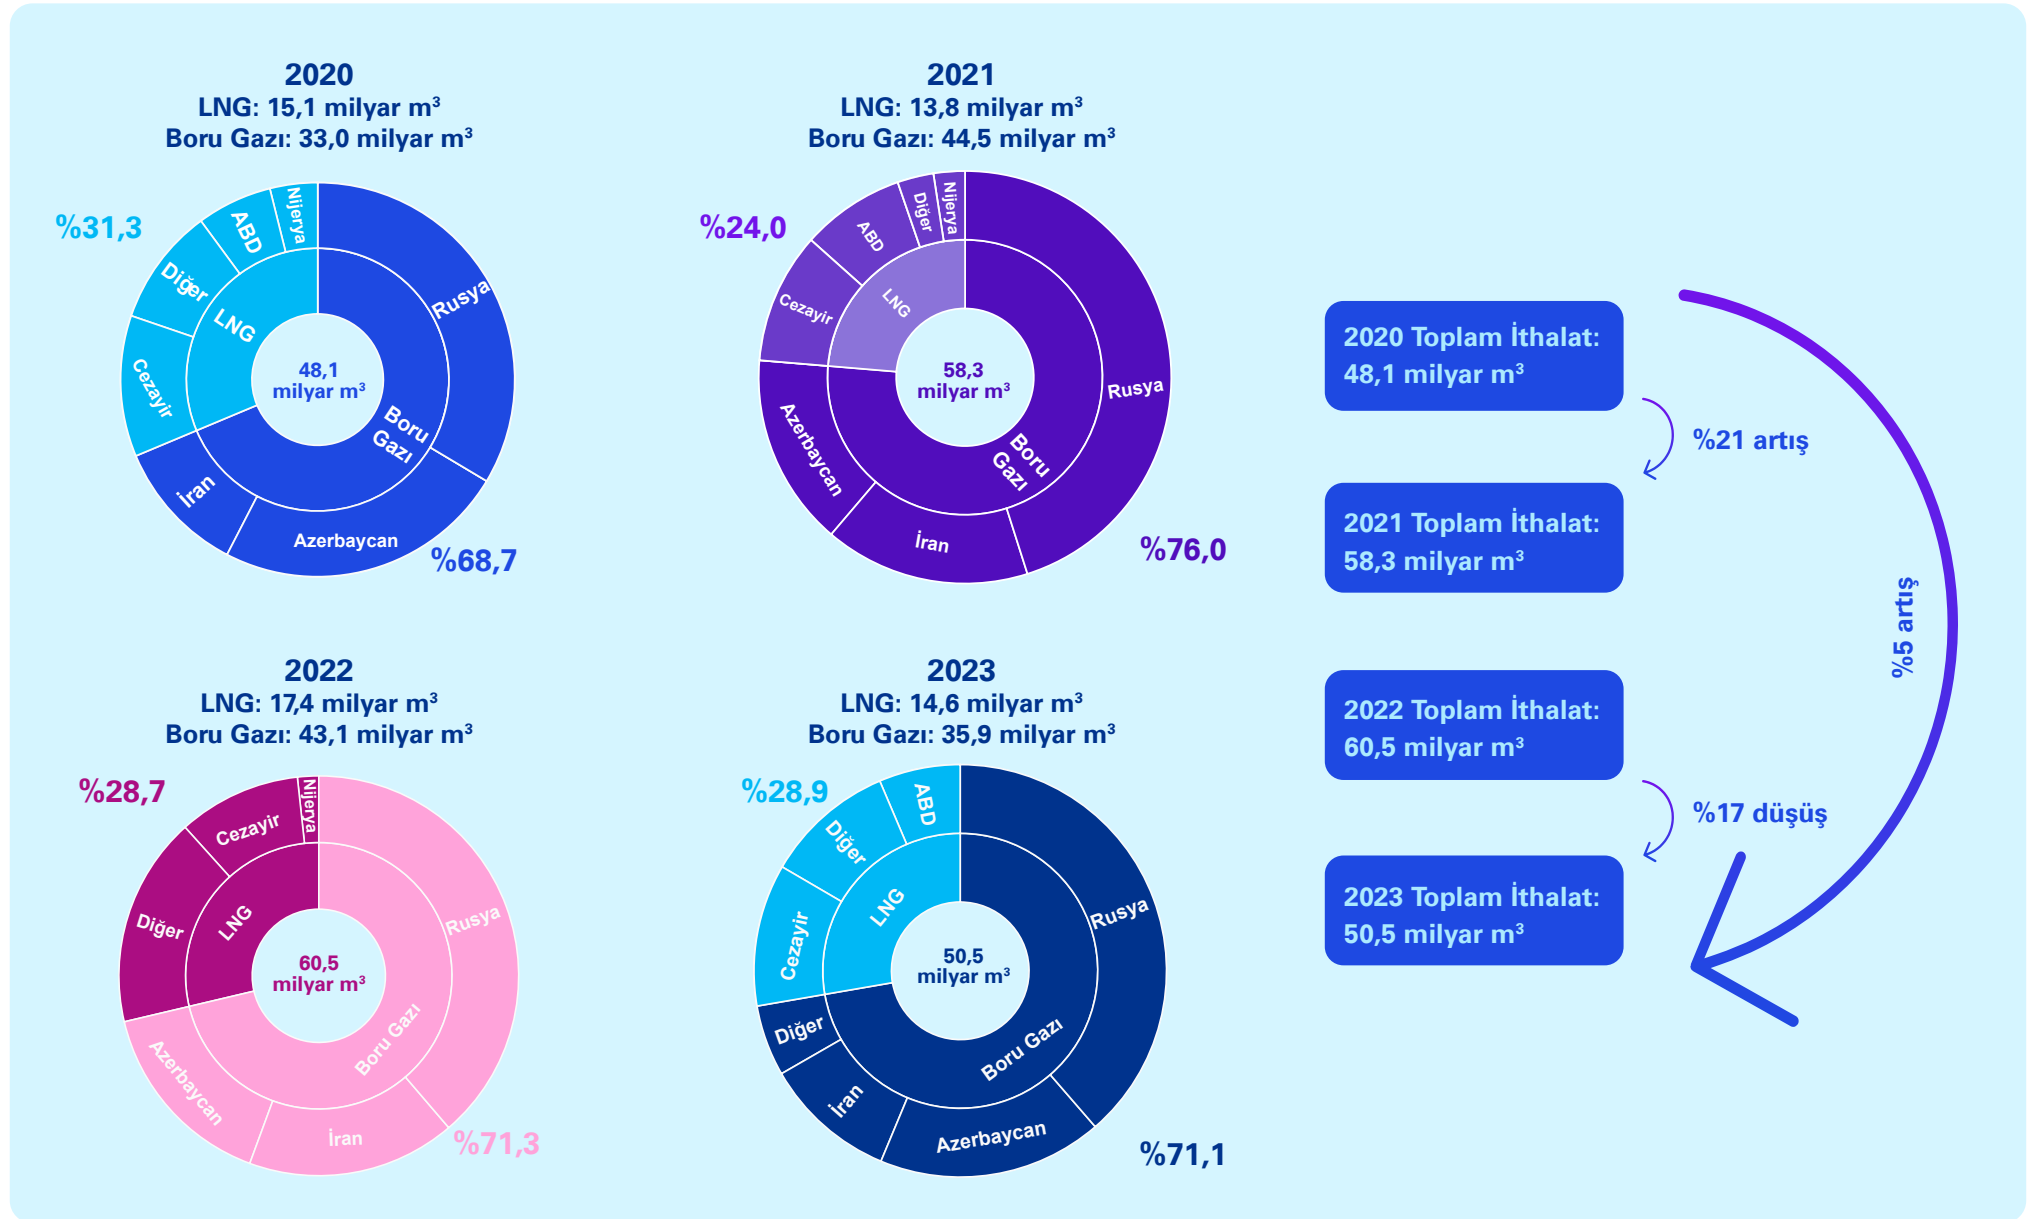 2020
LNG: 15,1 milyar m³
Boru Gazı: 33,0 milyar m³
%31,3
Nijerya
ABD
Diğer
LNG
Cezayir
Rusya
48,1
milyar m³
Boru
Gazı
İran
Azerbaycan
%68,7
2021
LNG: 13,8 milyar m³
Boru Gazı: 44,5 milyar m³
%24,0
Nijerya
Diğer
ABD
Cezayir
LNG
Rusya
58,3
milyar m³
Azerbaycan
Boru
Gazı
İran
%76,0
2022
LNG: 17,4 milyar m³
Boru Gazı: 43,1 milyar m³
%28,7
Nijerya
Cezayir
Diğer
LNG
Rusya
60,5
milyar m³
Boru Gazı
Azerbaycan
İran
%71,3
2023
LNG: 14,6 milyar m³
Boru Gazı: 35,9 milyar m³
%28,9
ABD
Diğer
Cezayir
LNG
Rusya
50,5
milyar m³
Diğer
Boru Gazı
İran
Azerbaycan
%71,1
2020 Toplam İthalat:
48,1 milyar m³
%21 artış
2021 Toplam İthalat:
58,3 milyar m³
%5 artış
2022 Toplam İthalat:
60,5 milyar m³
%17 düşüş
2023 Toplam İthalat:
50,5 milyar m³